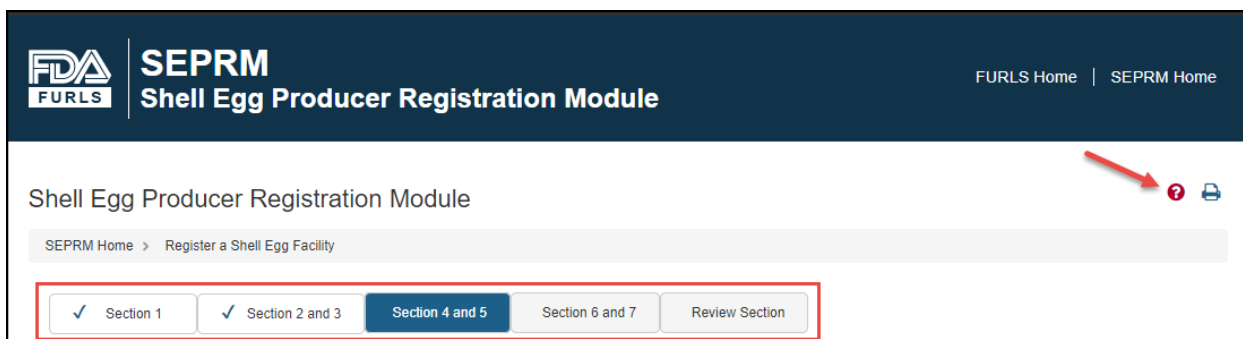 FDA
FURLS
SEPRM
Shell Egg Producer Registration Module
FURLS Home | SEPRM Home
Shell Egg Producer Registration Module
?
SEPRM Home > Register a Shell Egg Facility
✓ Section 1
✓ Section 2 and 3
Section 4 and 5
Section 6 and 7
Review Section